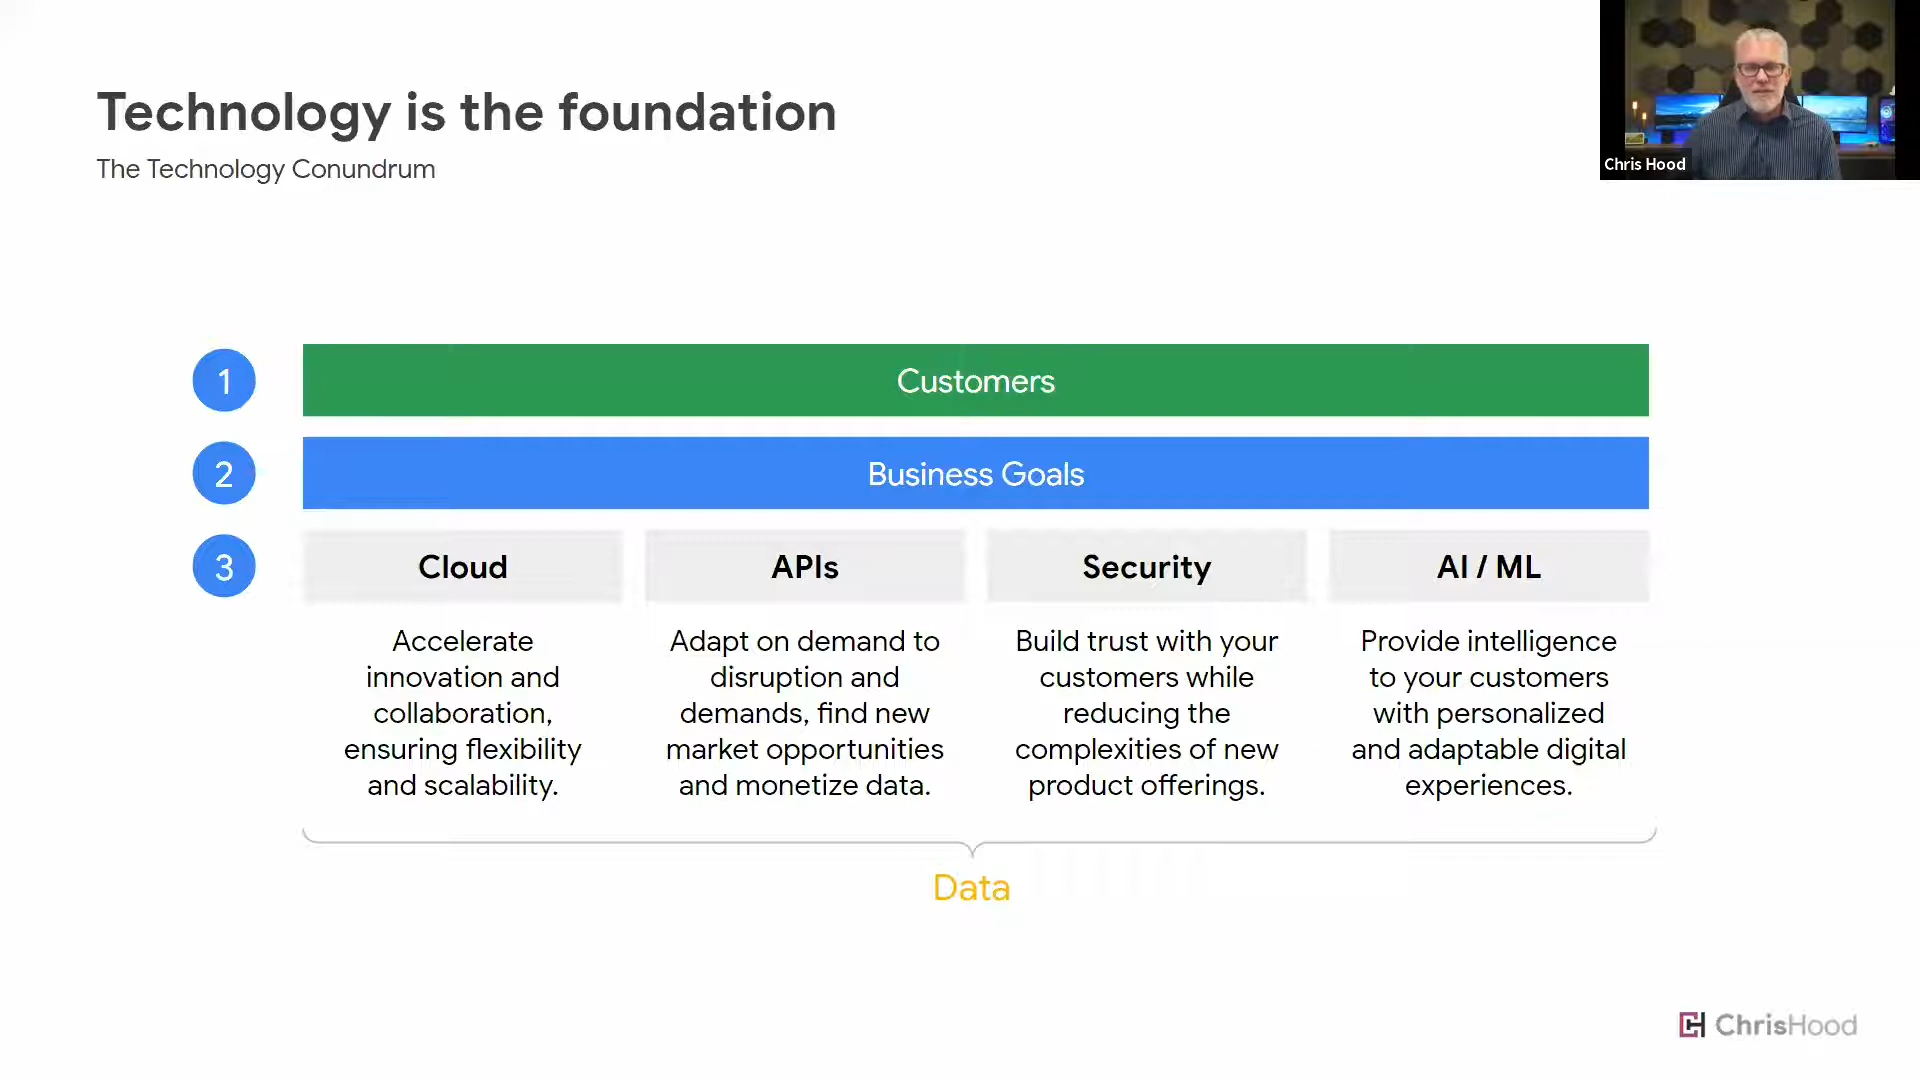 Technology is the foundation
The Technology Conundrum
Chris Hood
1
Customers
2
Business Goals
3
Cloud
APIs
Security
AI / ML
Accelerate
innovation and
collaboration,
ensuring flexibility
and scalability.
Adapt on demand to
disruption and
demands, find new
market opportunities
and monetize data.
Build trust with your
customers while
reducing the
complexities of new
product offerings.
Provide intelligence
to your customers
with personalized
and adaptable digital
experiences.
Data
ChrisHood